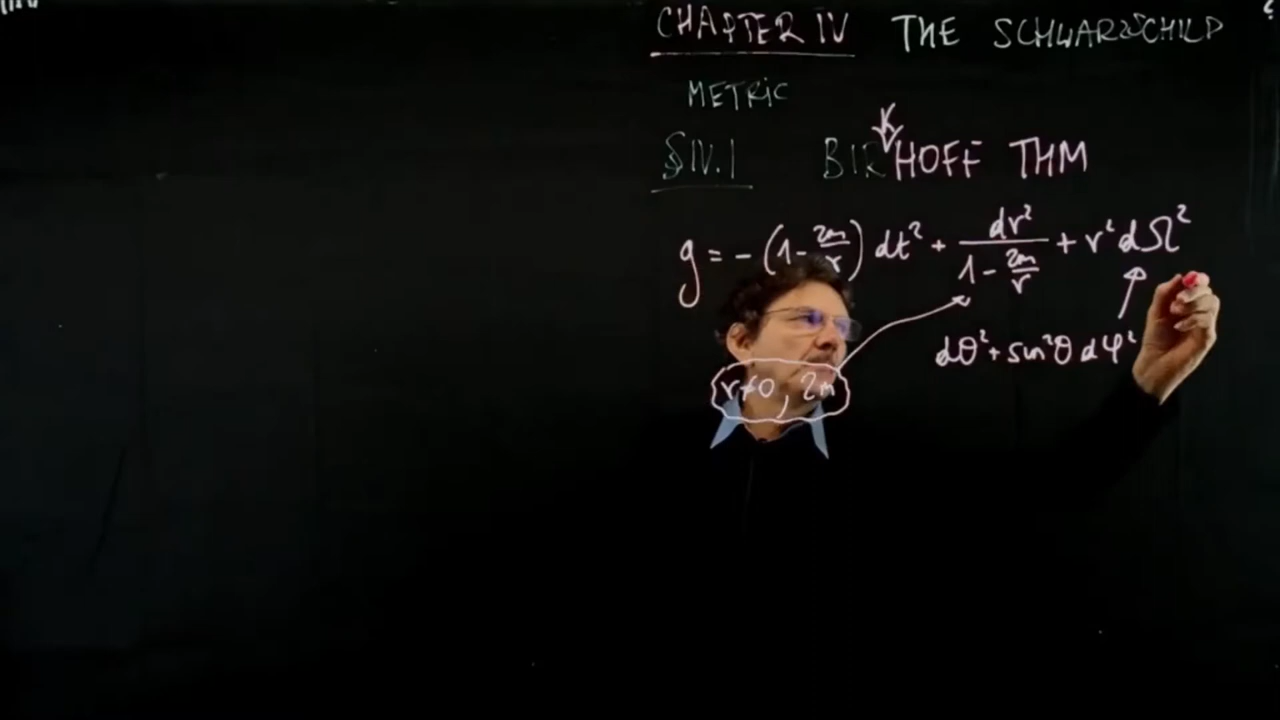 CHAPTER IV THE SCHWARZSCHILD
METRIC
§IV.1 BIRKHOFF THM
g = -(1 - 2m/r) dt² + dr²/(1 - 2m/r) + r² dΩ²
dθ² + sin²θ dφ²
r≠0, 2m